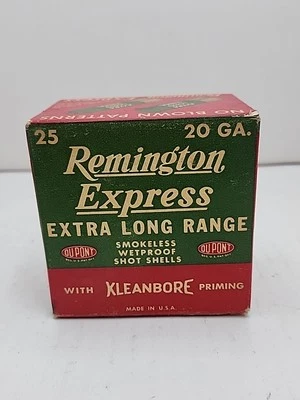 NO BLOWN PATTERNS
25 20 GA.
Remington
Express
EXTRA LONG RANGE
SMOKELESS
WETPROOF
SHOT SHELLS
DU PONT
DU PONT
WITH KLEANBORE PRIMING
MADE IN U.S.A.